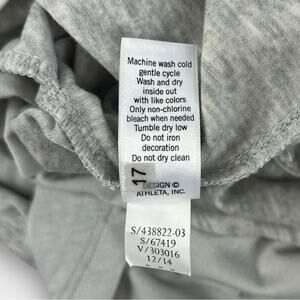 Machine wash cold
gentle cycle
Wash and dry
inside out
with like colors
Only non-chlorine
bleach when needed
Tumble dry low
Do not iron
decoration
Do not dry clean
17
DESIGN ©
ATHLETA, INC.
S/438822-03
S/67419
V/303016
12/14